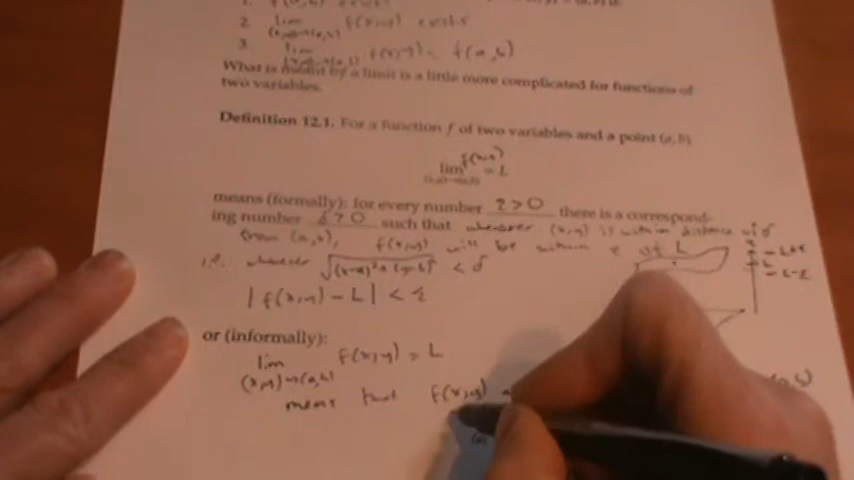 2. lim f(x,y) exists
(x,y)→(a,b)
3. lim f(x,y) = f(a,b)
(x,y)→(a,b)
What is meant by a limit is a little more complicated for functions of
two variables.
Definition 12.1. For a function f of two variables and a point (a, b)
lim f(x,y) = L
(x,y)→(a,b)
means (formally): for every number ε > 0 there is a correspond-
ing number δ > 0 such that whenever (x,y) is within distance of δ
from (a,b), f(x,y) will be within ε of L
i.e. whenever √(x-a)²+(y-b)² < δ
|f(x,y) - L| < ε
L+ε
L
L-ε
or (informally):
lim f(x,y) = L
(x,y)→(a,b)
means that f(x,y)